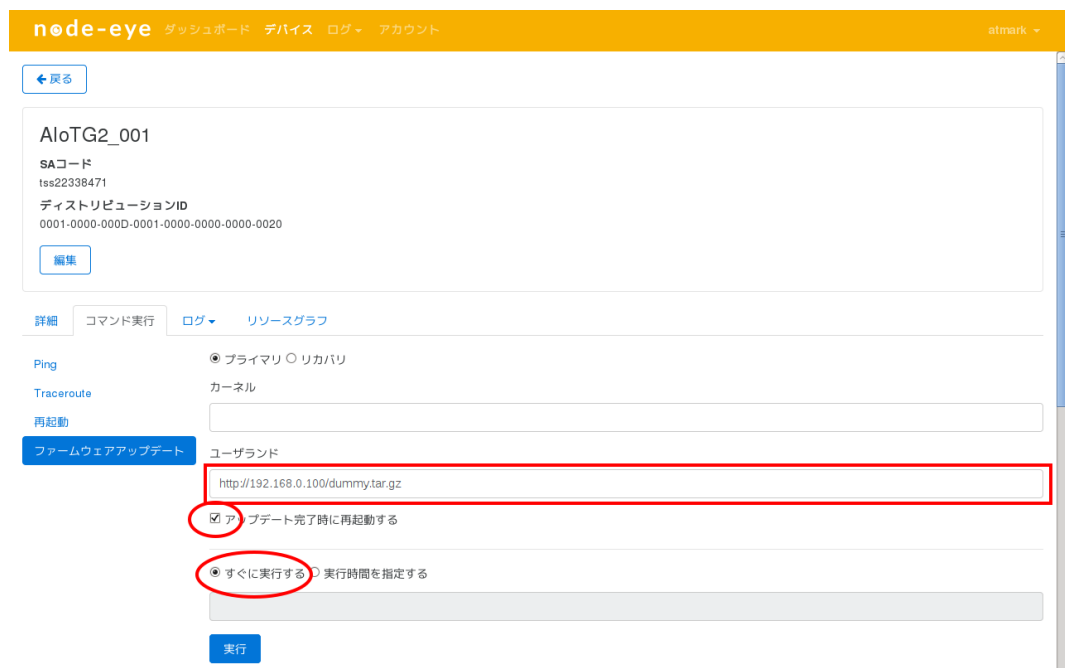 node-eye ダッシュボード デバイス ログ アカウント atmark
戻る
AIoTG2_001
SAコード
tss22338471
ディストリビューションID
0001-0000-000D-0001-0000-0000-0000-0020
編集
詳細 コマンド実行 ログ リソースグラフ
Ping
Traceroute
再起動
ファームウェアアップデート
プライマリ リカバリ
カーネル
ユーザランド
http://192.168.0.100/dummy.tar.gz
アップデート完了時に再起動する
すぐに実行する 実行時間を指定する
実行